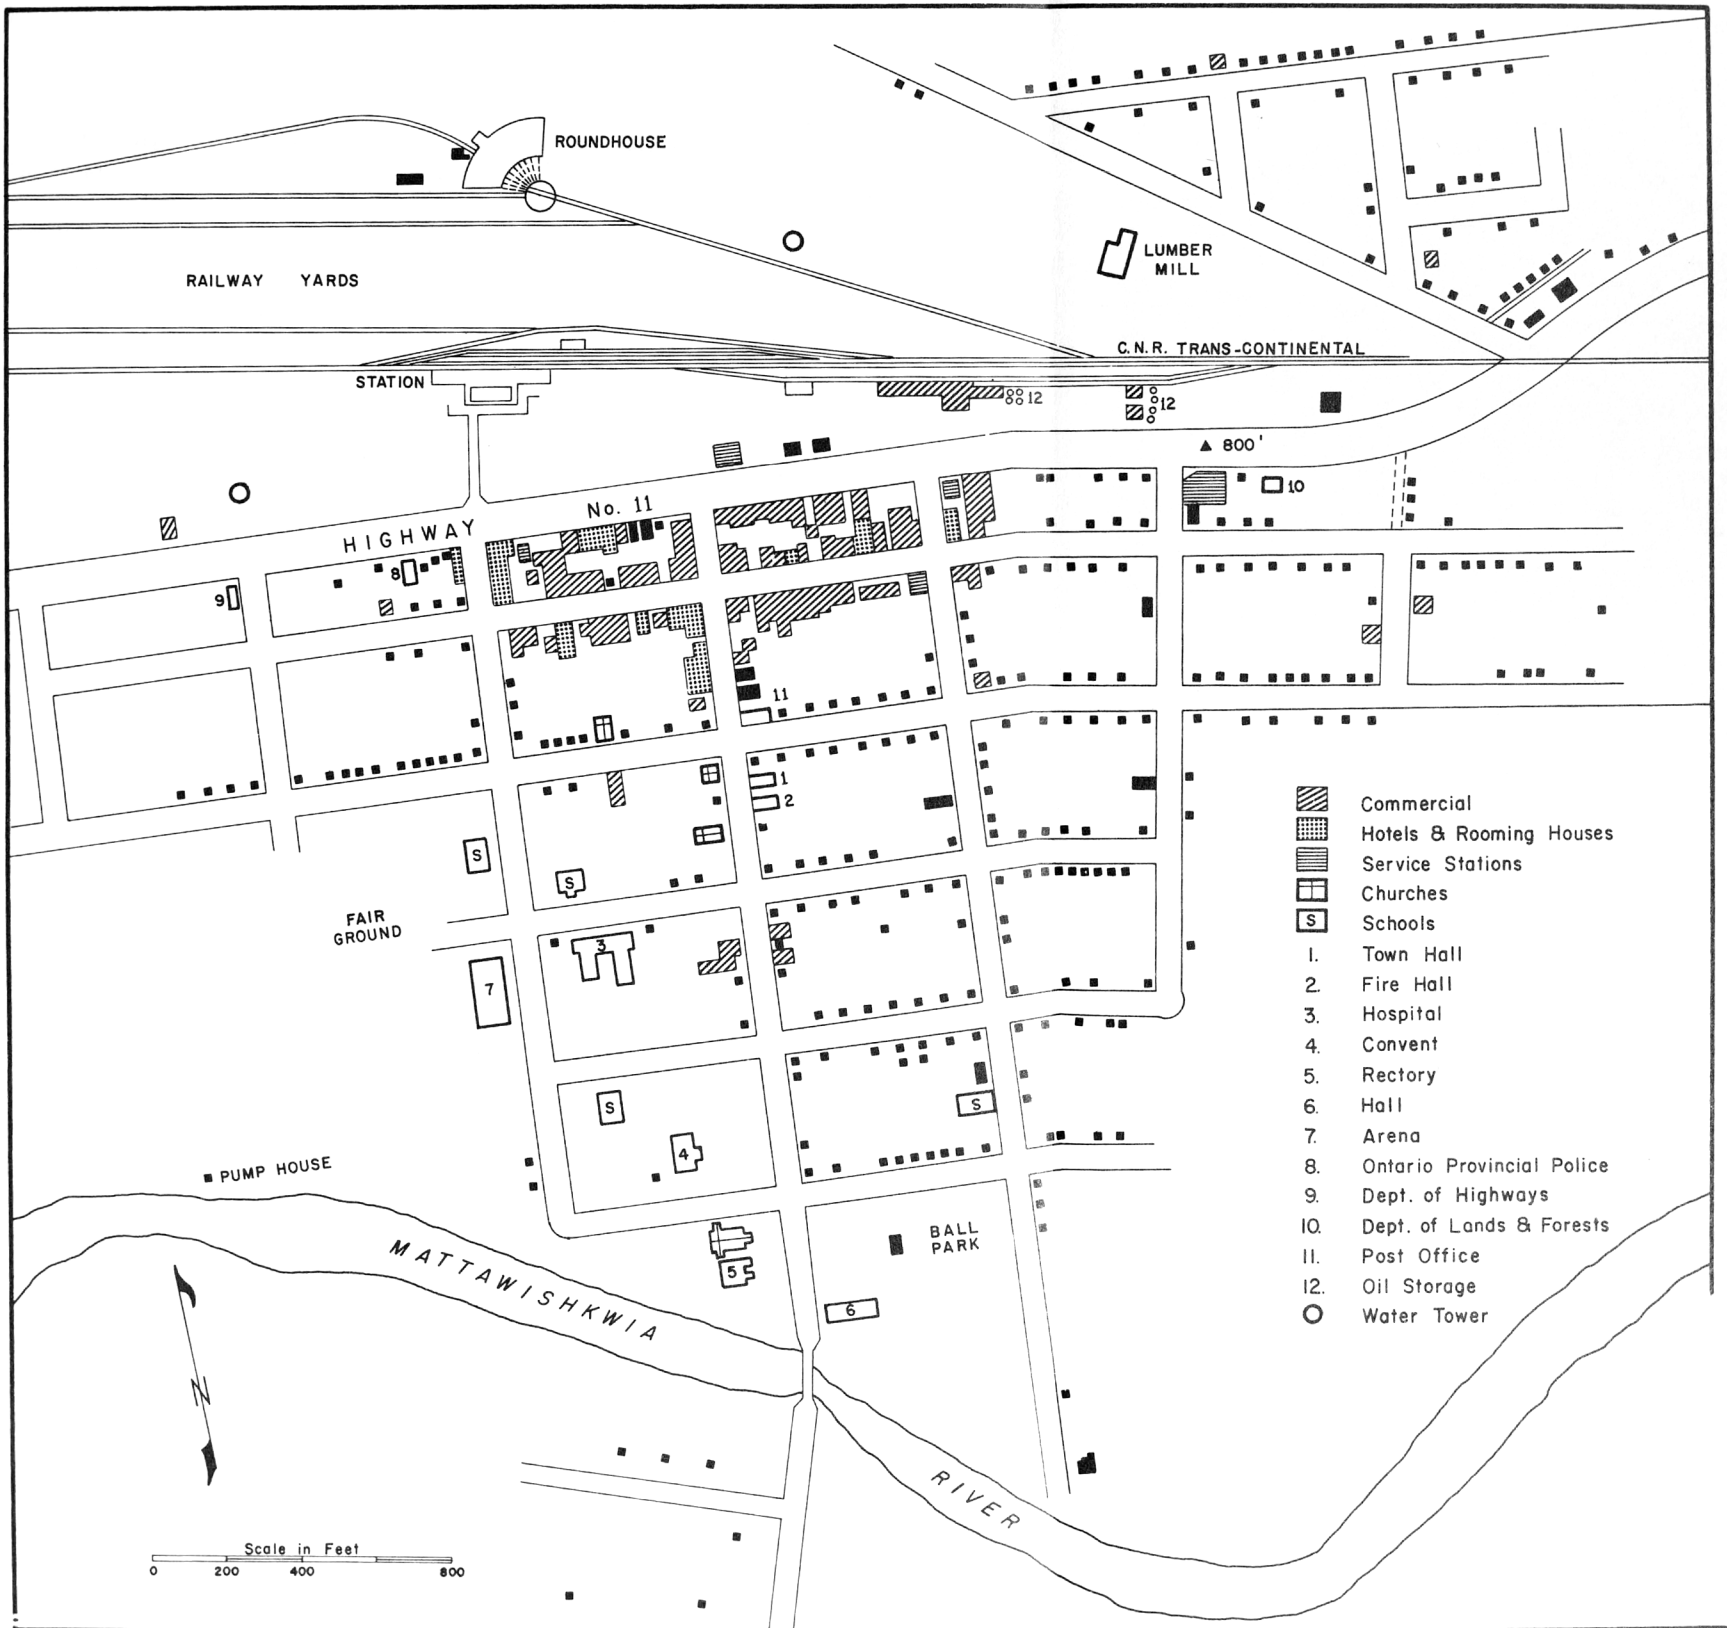 ROUNDHOUSE
LUMBER
MILL
RAILWAY YARDS
C.N.R. TRANS-CONTINENTAL
STATION
12
12
800'
HIGHWAY No. 11
10
8
9
11
1
2
S
S
FAIR
GROUND
3
7
S
S
4
PUMP HOUSE
BALL
PARK
5
6
MATTAWISHKWIA RIVER
N
Commercial
Hotels & Rooming Houses
Service Stations
Churches
S Schools
1. Town Hall
2. Fire Hall
3. Hospital
4. Convent
5. Rectory
6. Hall
7. Arena
8. Ontario Provincial Police
9. Dept. of Highways
10. Dept. of Lands & Forests
11. Post Office
12. Oil Storage
Water Tower
Scale in Feet
0 200 400 800